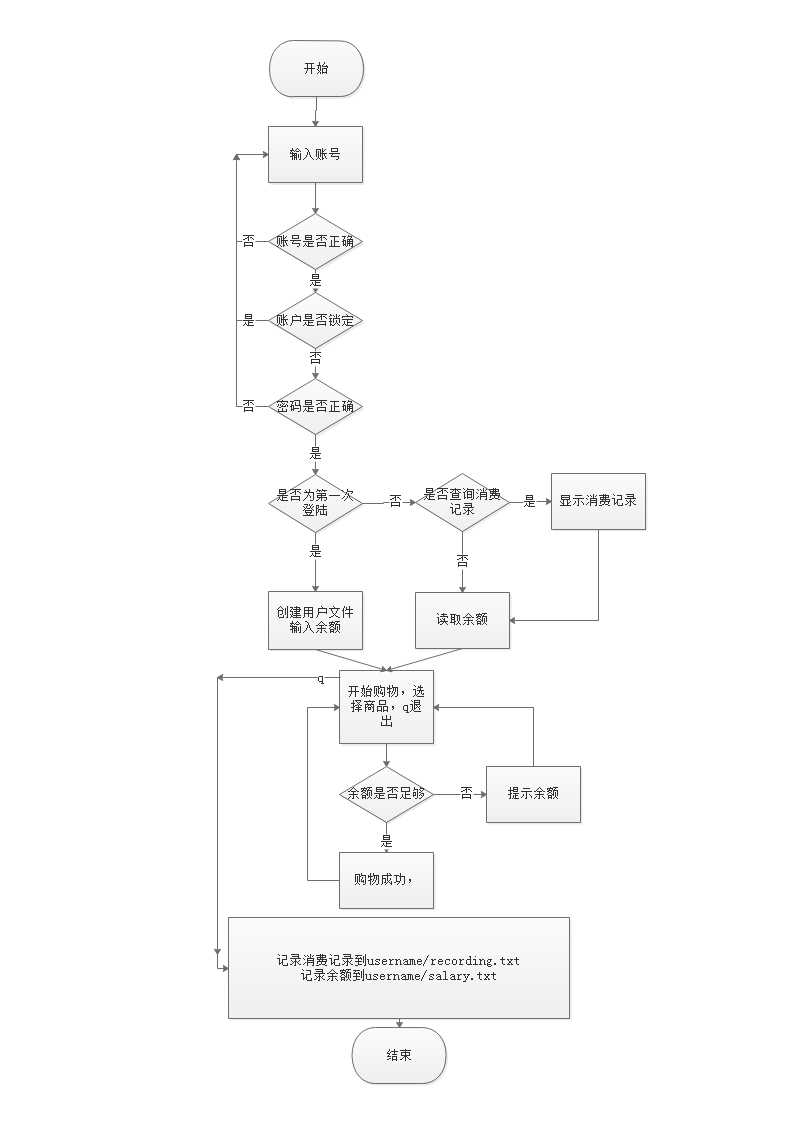 开始
输入账号
否
账号是否正确
是
是
账户是否锁定
否
否
密码是否正确
是
是否为第一次
登陆
否
是否查询消费
记录
是
显示消费记录
是
否
创建用户文件
输入余额
读取余额
q
开始购物，选
择商品，q退
出
余额是否足够
否
提示余额
是
购物成功，
记录消费记录到username/recording.txt
记录余额到username/salary.txt
结束